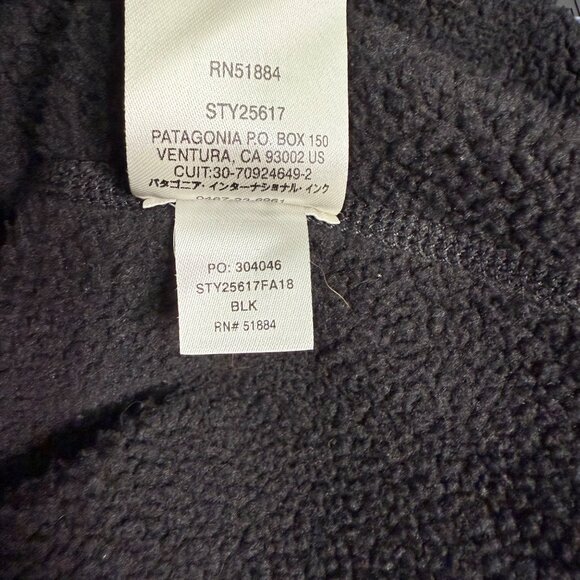 RN51884
STY25617
PATAGONIA P.O. BOX 150
VENTURA, CA 93002 US
CUIT:30-70924649-2
パタゴニア・インターナショナル・インク
PO: 304046
STY25617FA18
BLK
RN# 51884